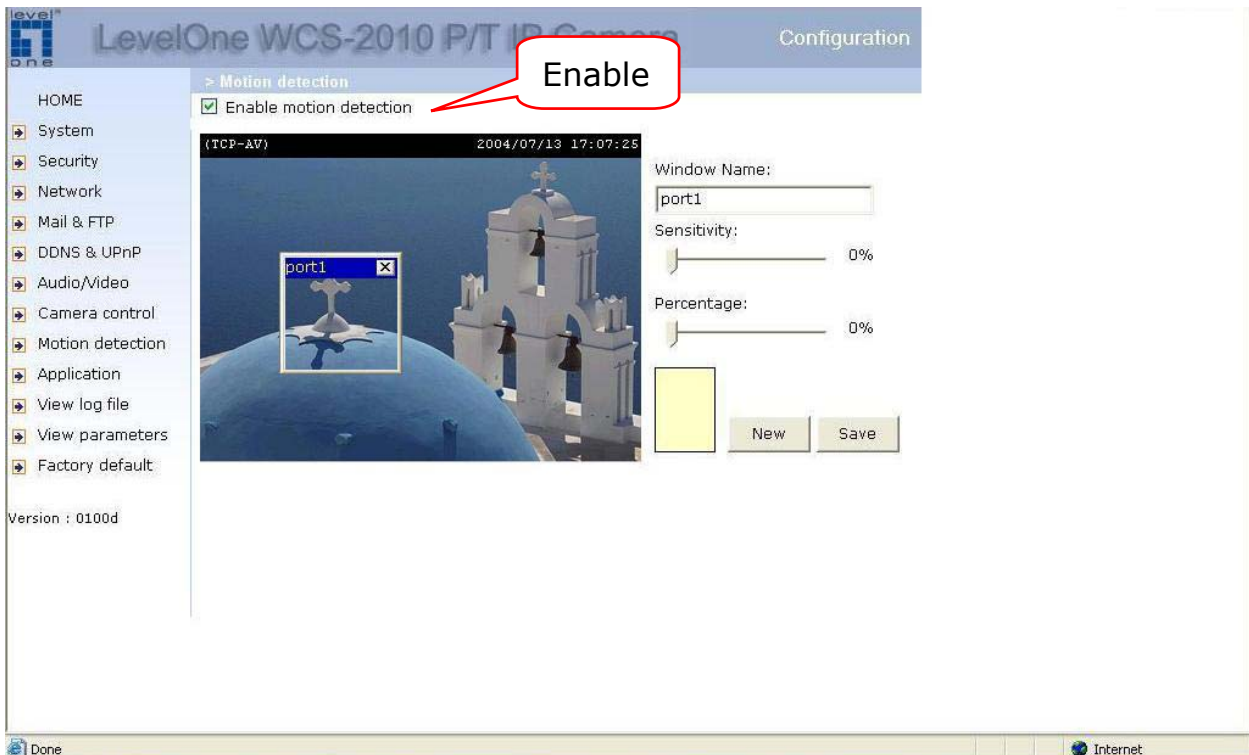 level™
one
LevelOne WCS-2010 P/T IP Camera
Configuration
> Motion detection
Enable
Enable motion detection
HOME
System
Security
Network
Mail & FTP
DDNS & UPnP
Audio/Video
Camera control
Motion detection
Application
View log file
View parameters
Factory default
Version : 0100d
(TCP-AV) 2004/07/13 17:07:25
port1
Window Name:
port1
Sensitivity:
0%
Percentage:
0%
New Save
Done
Internet